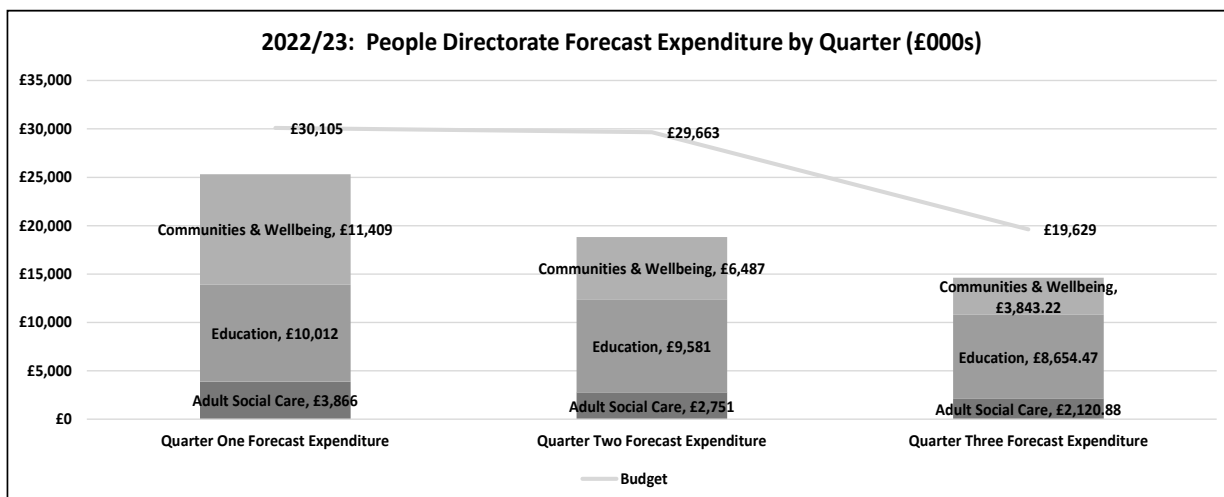 2022/23:  People Directorate Forecast Expenditure by Quarter (£000s)
£35,000
£30,000
£25,000
£20,000
£15,000
£10,000
£5,000
£0
£30,105
£29,663
£19,629
Communities & Wellbeing, £11,409
Education, £10,012
Adult Social Care, £3,866
Communities & Wellbeing, £6,487
Education, £9,581
Adult Social Care, £2,751
Communities & Wellbeing,
£3,843.22
Education, £8,654.47
Adult Social Care, £2,120.88
Quarter One Forecast Expenditure
Quarter Two Forecast Expenditure
Quarter Three Forecast Expenditure
Budget